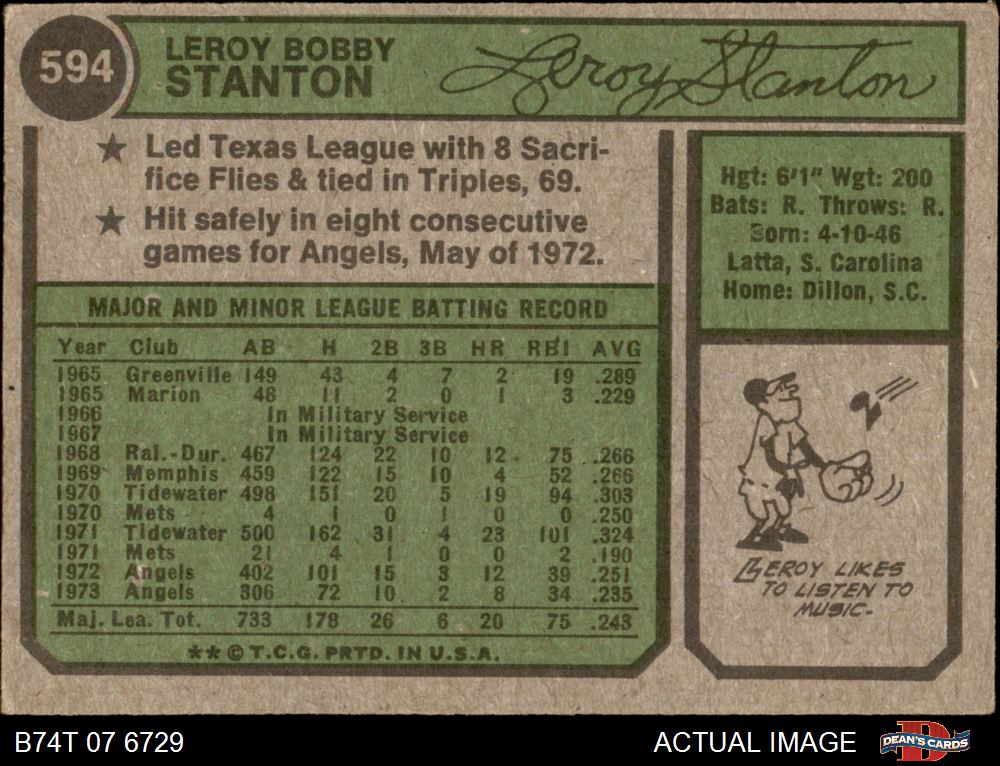 594
LEROY BOBBY
STANTON
Leroy Stanton
★ Led Texas League with 8 Sacri-
fice Flies & tied in Triples, 69.
★ Hit safely in eight consecutive
games for Angels, May of 1972.
MAJOR AND MINOR LEAGUE BATTING RECORD
Year Club AB H 2B 3B HR RBI AVG
1965 Greenville 149 43 4 7 2 19 .289
1965 Marion 48 11 2 0 1 3 .229
1966 In Military Service
1967 In Military Service
1968 Ral.-Dur. 467 124 22 10 12 75 .266
1969 Memphis 459 122 15 10 4 52 .266
1970 Tidewater 498 151 20 5 19 94 .303
1970 Mets 4 1 0 1 0 0 .250
1971 Tidewater 500 162 31 4 23 101 .324
1971 Mets 21 4 1 0 0 2 .190
1972 Angels 402 101 15 3 12 39 .251
1973 Angels 306 72 10 2 8 34 .235
Maj. Lea. Tot. 733 178 26 6 20 75 .243
** © T.C.G. PRTD. IN U.S.A.
Hgt: 6'1" Wgt: 200
Bats: R. Throws: R.
Born: 4-10-46
Latta, S. Carolina
Home: Dillon, S.C.
LEROY LIKES
TO LISTEN TO
MUSIC-
B74T 07 6729
ACTUAL IMAGE
DEAN'S CARDS